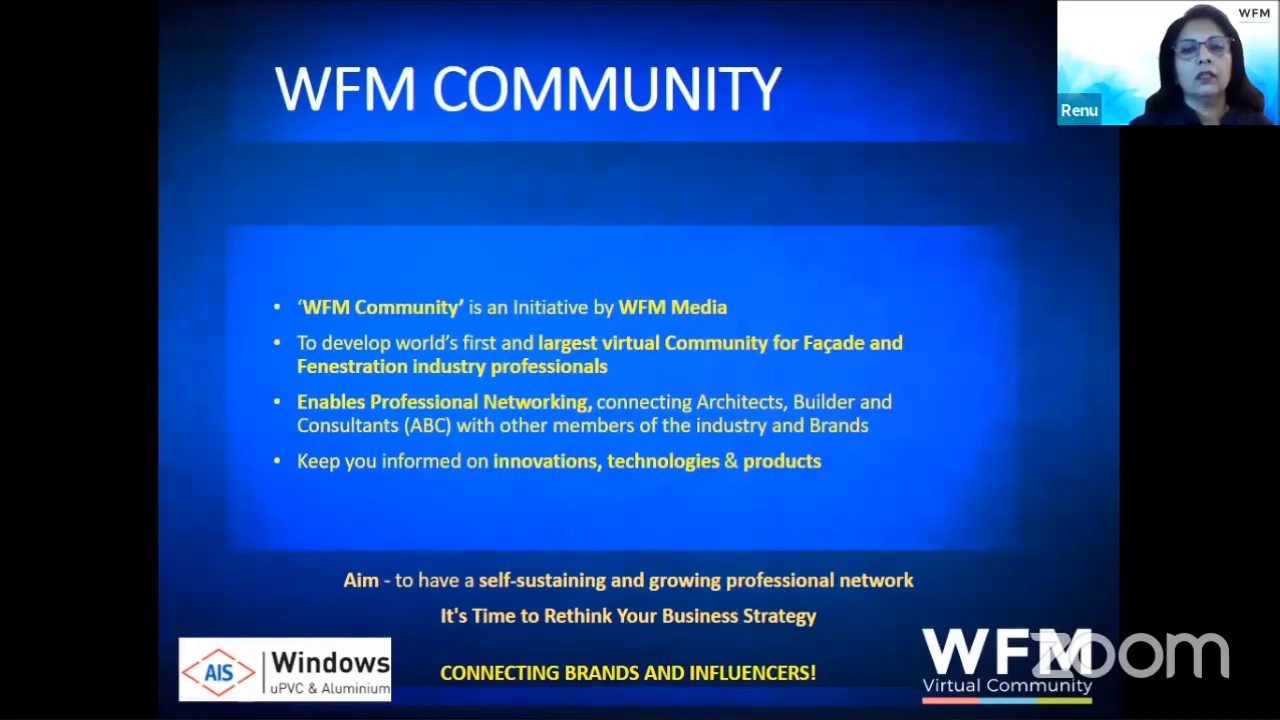 WFM COMMUNITY
WFM
Renu
• ‘WFM Community’ is an Initiative by WFM Media
• To develop world’s first and largest virtual Community for Façade and
Fenestration industry professionals
• Enables Professional Networking, connecting Architects, Builder and
Consultants (ABC) with other members of the industry and Brands
• Keep you informed on innovations, technologies & products
Aim - to have a self-sustaining and growing professional network
It's Time to Rethink Your Business Strategy
AIS
Windows
uPVC & Aluminium
CONNECTING BRANDS AND INFLUENCERS!
WFM
Virtual Community
zoom